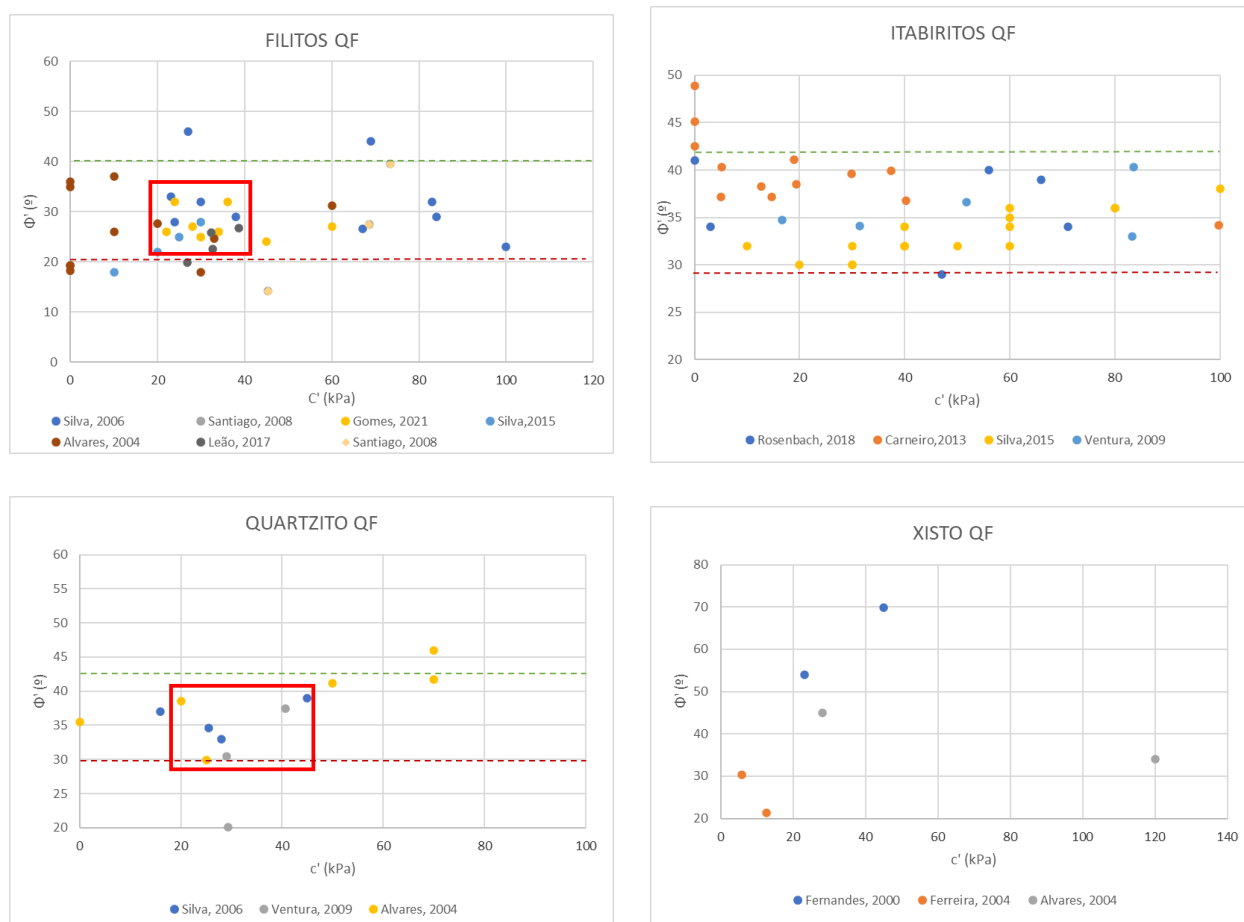 FILITOS QF
60
50
40
30
20
10
0
Φ' (º)
0 20 40 60 80 100 120
C' (kPa)
Silva, 2006 Santiago, 2008 Gomes, 2021 Silva,2015
Alvares, 2004 Leão, 2017 Santiago, 2008
ITABIRITOS QF
50
45
40
35
30
25
20
Φ' (º)
0 20 40 60 80 100
c' (kPa)
Rosenbach, 2018 Carneiro,2013 Silva,2015 Ventura, 2009
QUARTZITO QF
60
55
50
45
40
35
30
25
20
Φ' (º)
0 20 40 60 80 100
c' (kPa)
Silva, 2006 Ventura, 2009 Alvares, 2004
XISTO QF
80
70
60
50
40
30
20
Φ' (º)
0 20 40 60 80 100 120 140
c' (kPa)
Fernandes, 2000 Ferreira, 2004 Alvares, 2004